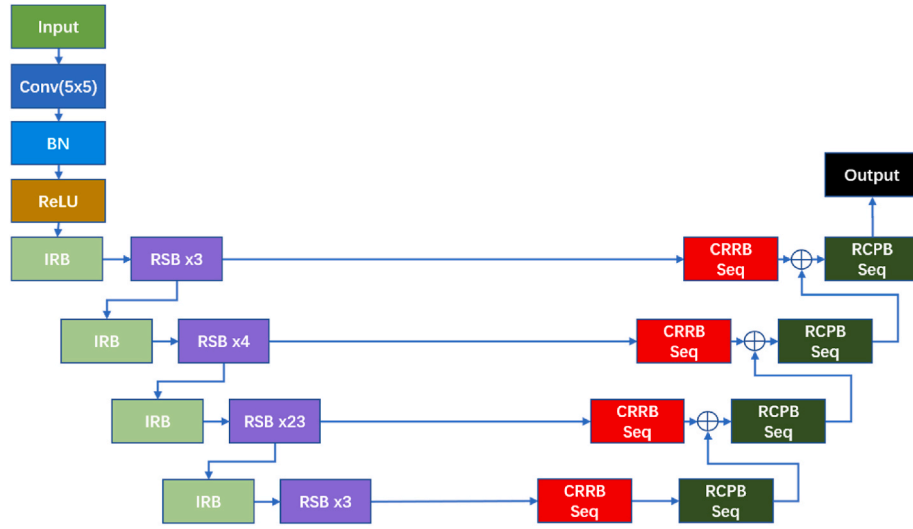 Input
Conv(5x5)
BN
ReLU
Output
IRB
RSB x3
CRRB
Seq
RCPB
Seq
IRB
RSB x4
CRRB
Seq
RCPB
Seq
IRB
RSB x23
CRRB
Seq
RCPB
Seq
IRB
RSB x3
CRRB
Seq
RCPB
Seq